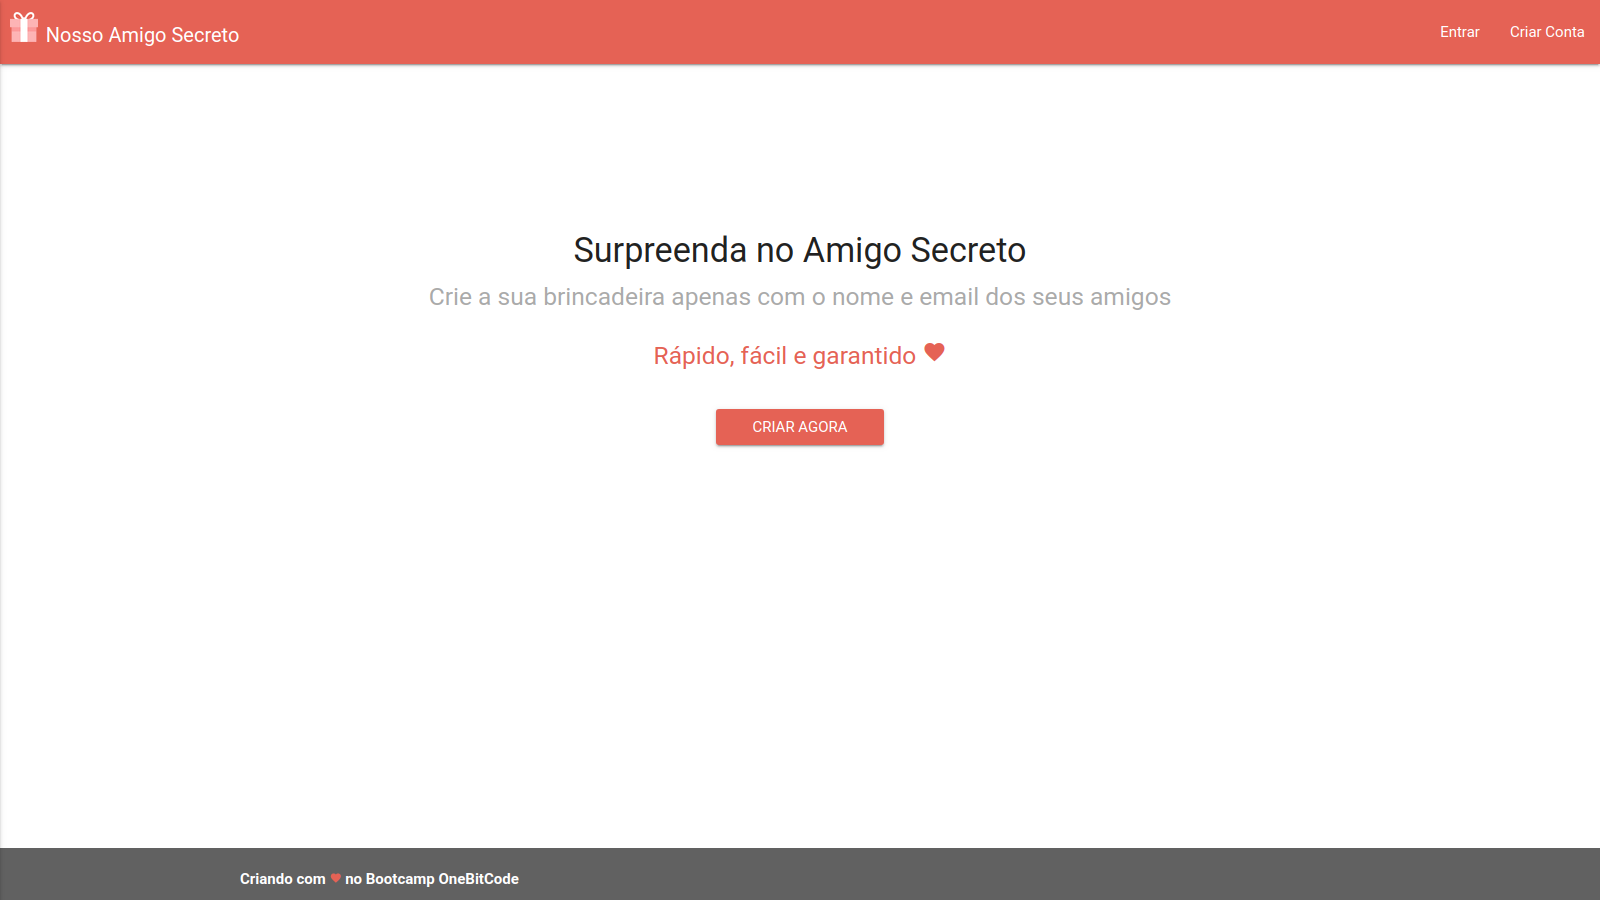 Nosso Amigo Secreto
Entrar
Criar Conta
Surpreenda no Amigo Secreto
Crie a sua brincadeira apenas com o nome e email dos seus amigos
Rápido, fácil e garantido
CRIAR AGORA
Criando com no Bootcamp OneBitCode